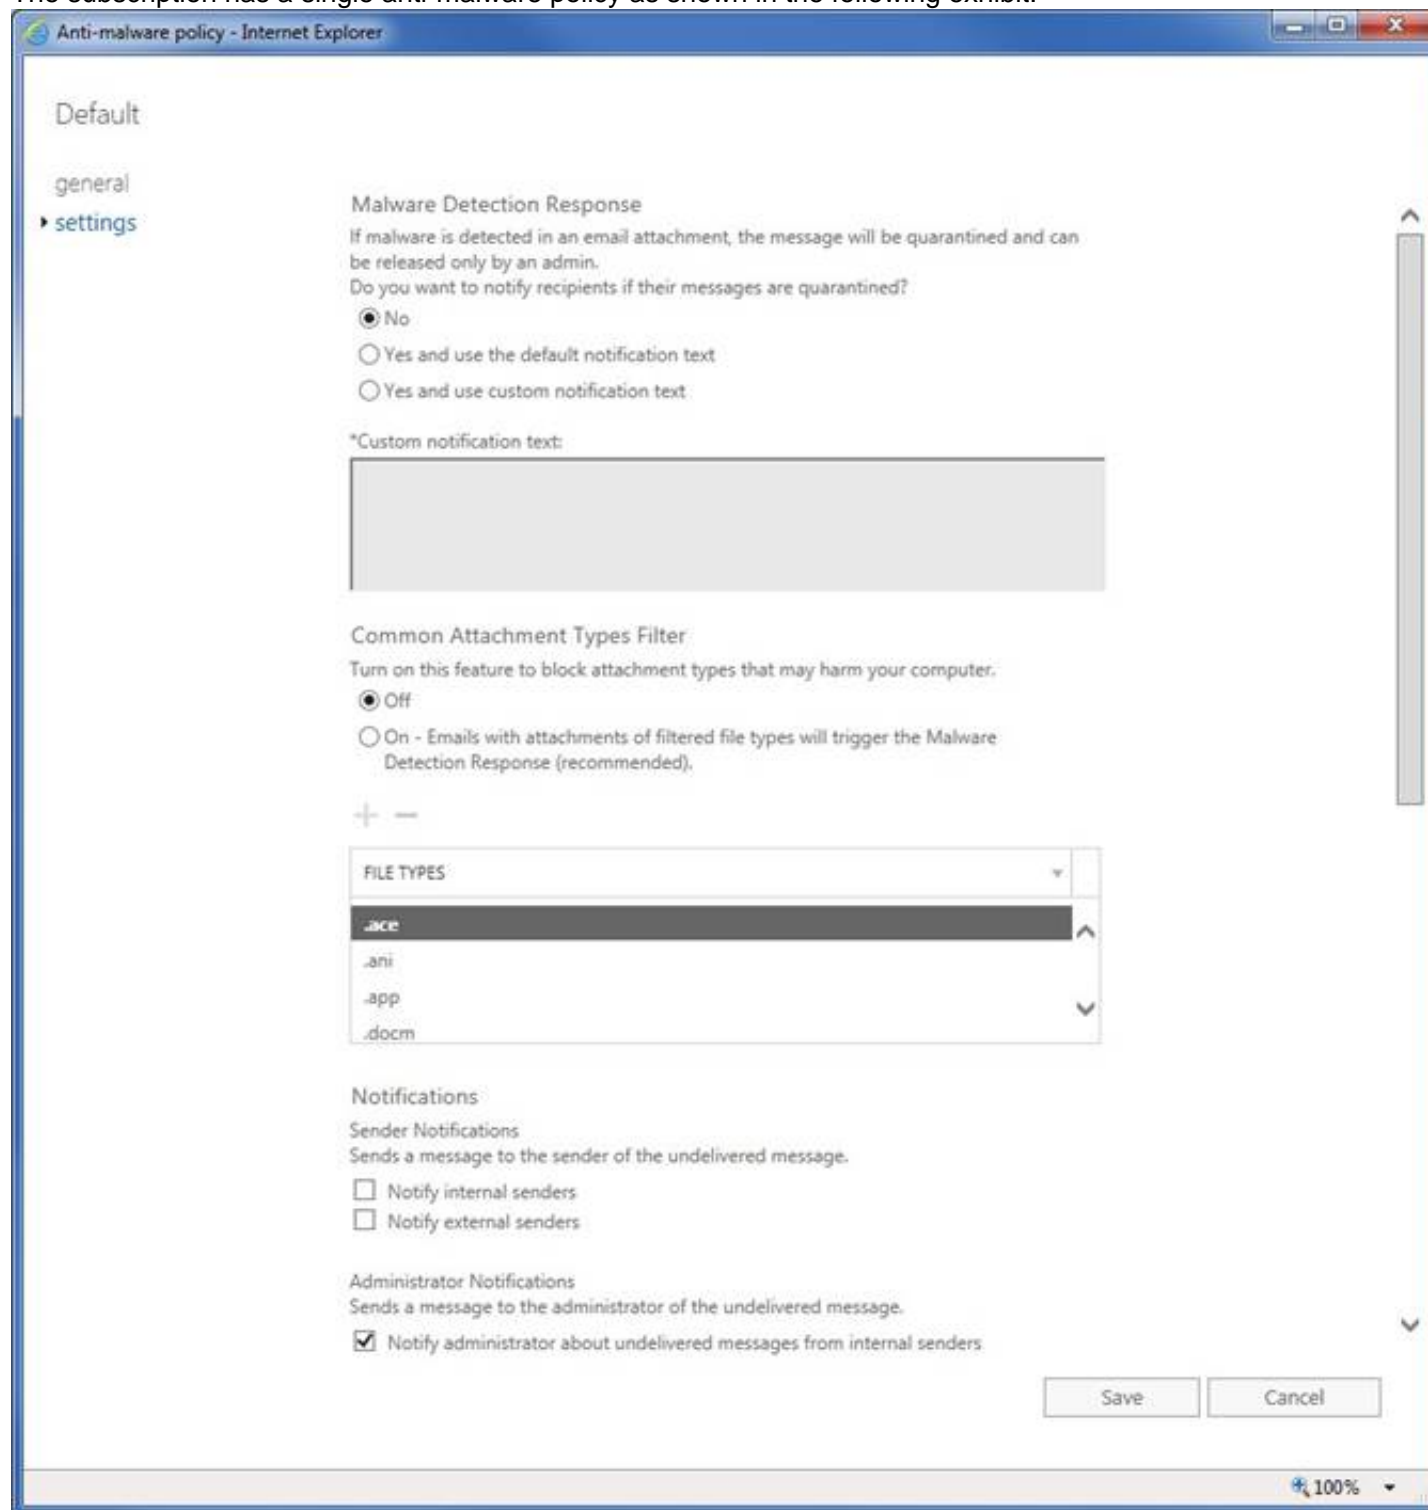 The subscription has a single anti-malware policy as shown in the following exhibit.
Anti-malware policy - Internet Explorer
Default
general
settings
Malware Detection Response
If malware is detected in an email attachment, the message will be quarantined and can
be released only by an admin.
Do you want to notify recipients if their messages are quarantined?
No
Yes and use the default notification text
Yes and use custom notification text
*Custom notification text:
Common Attachment Types Filter
Turn on this feature to block attachment types that may harm your computer.
Off
On - Emails with attachments of filtered file types will trigger the Malware
Detection Response (recommended).
FILE TYPES
.ace
.ani
.app
.docm
Notifications
Sender Notifications
Sends a message to the sender of the undelivered message.
Notify internal senders
Notify external senders
Administrator Notifications
Sends a message to the administrator of the undelivered message.
Notify administrator about undelivered messages from internal senders
Save
Cancel
100%